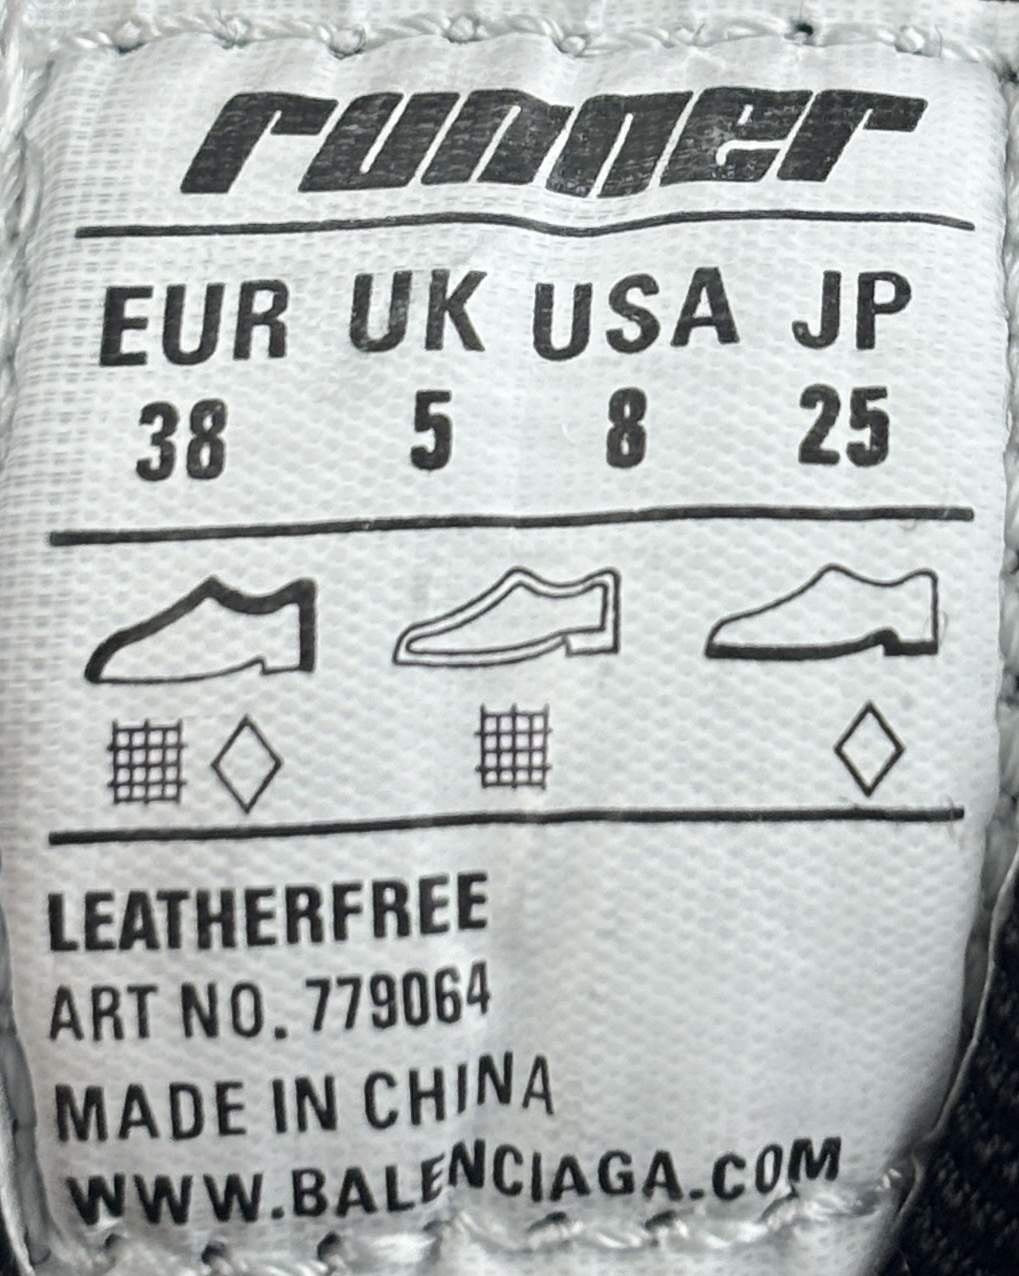 runner
EUR UK USA JP
38 5 8 25
LEATHERFREE
ART NO. 779064
MADE IN CHINA
WWW.BALENCIAGA.COM